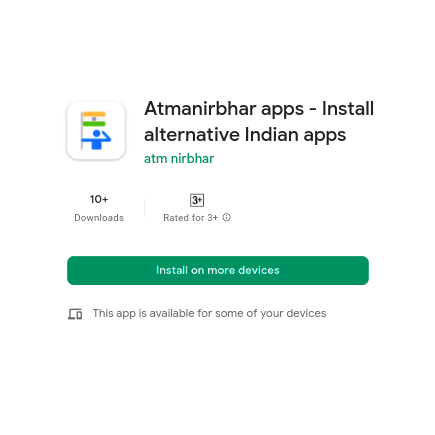 Atmanirbhar apps - Install
alternative Indian apps
atm nirbhar
10+
3+
Downloads
Rated for 3+
Install on more devices
This app is available for some of your devices